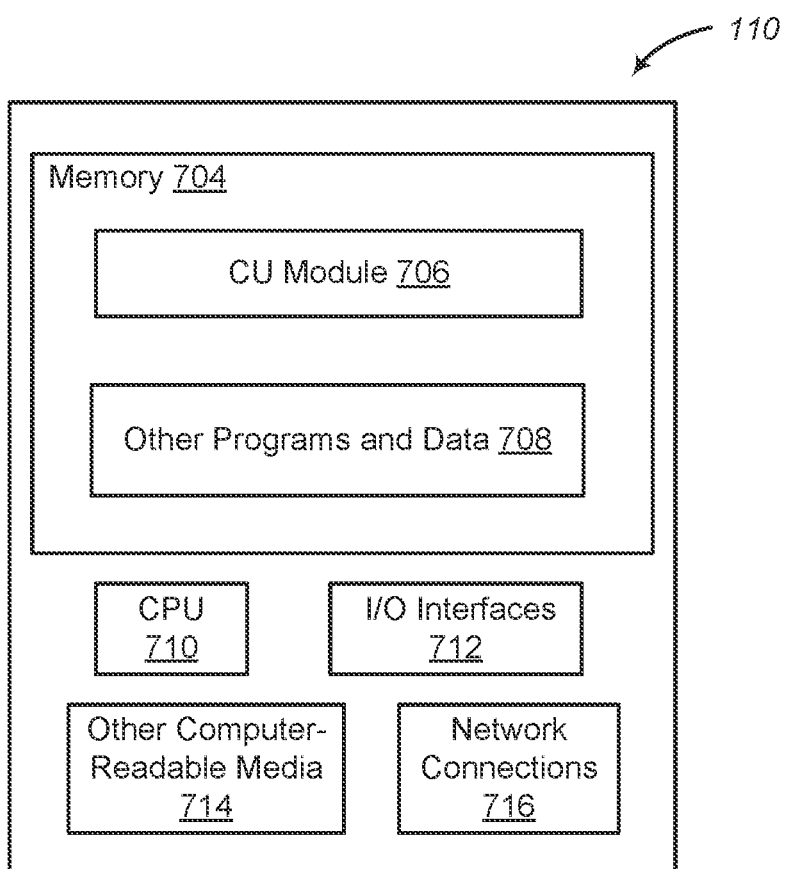 110
Memory 704
CU Module 706
Other Programs and Data 708
CPU
710
I/O Interfaces
712
Other Computer-
Readable Media
714
Network
Connections
716